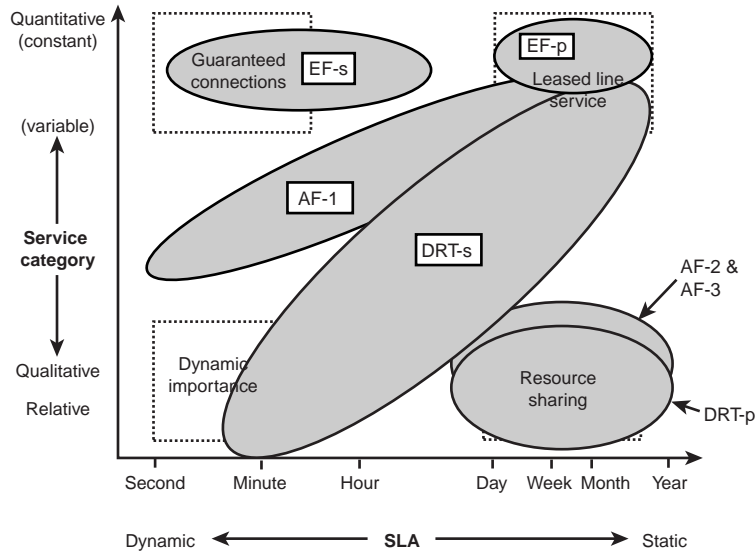 Quantitative
(constant)
(variable)
Service
category
Qualitative
Relative
Guaranteed
connections
EF-s
EF-p
Leased line
service
AF-1
DRT-s
AF-2 &
AF-3
Dynamic
importance
Resource
sharing
DRT-p
Second
Minute
Hour
Day
Week
Month
Year
Dynamic
SLA
Static